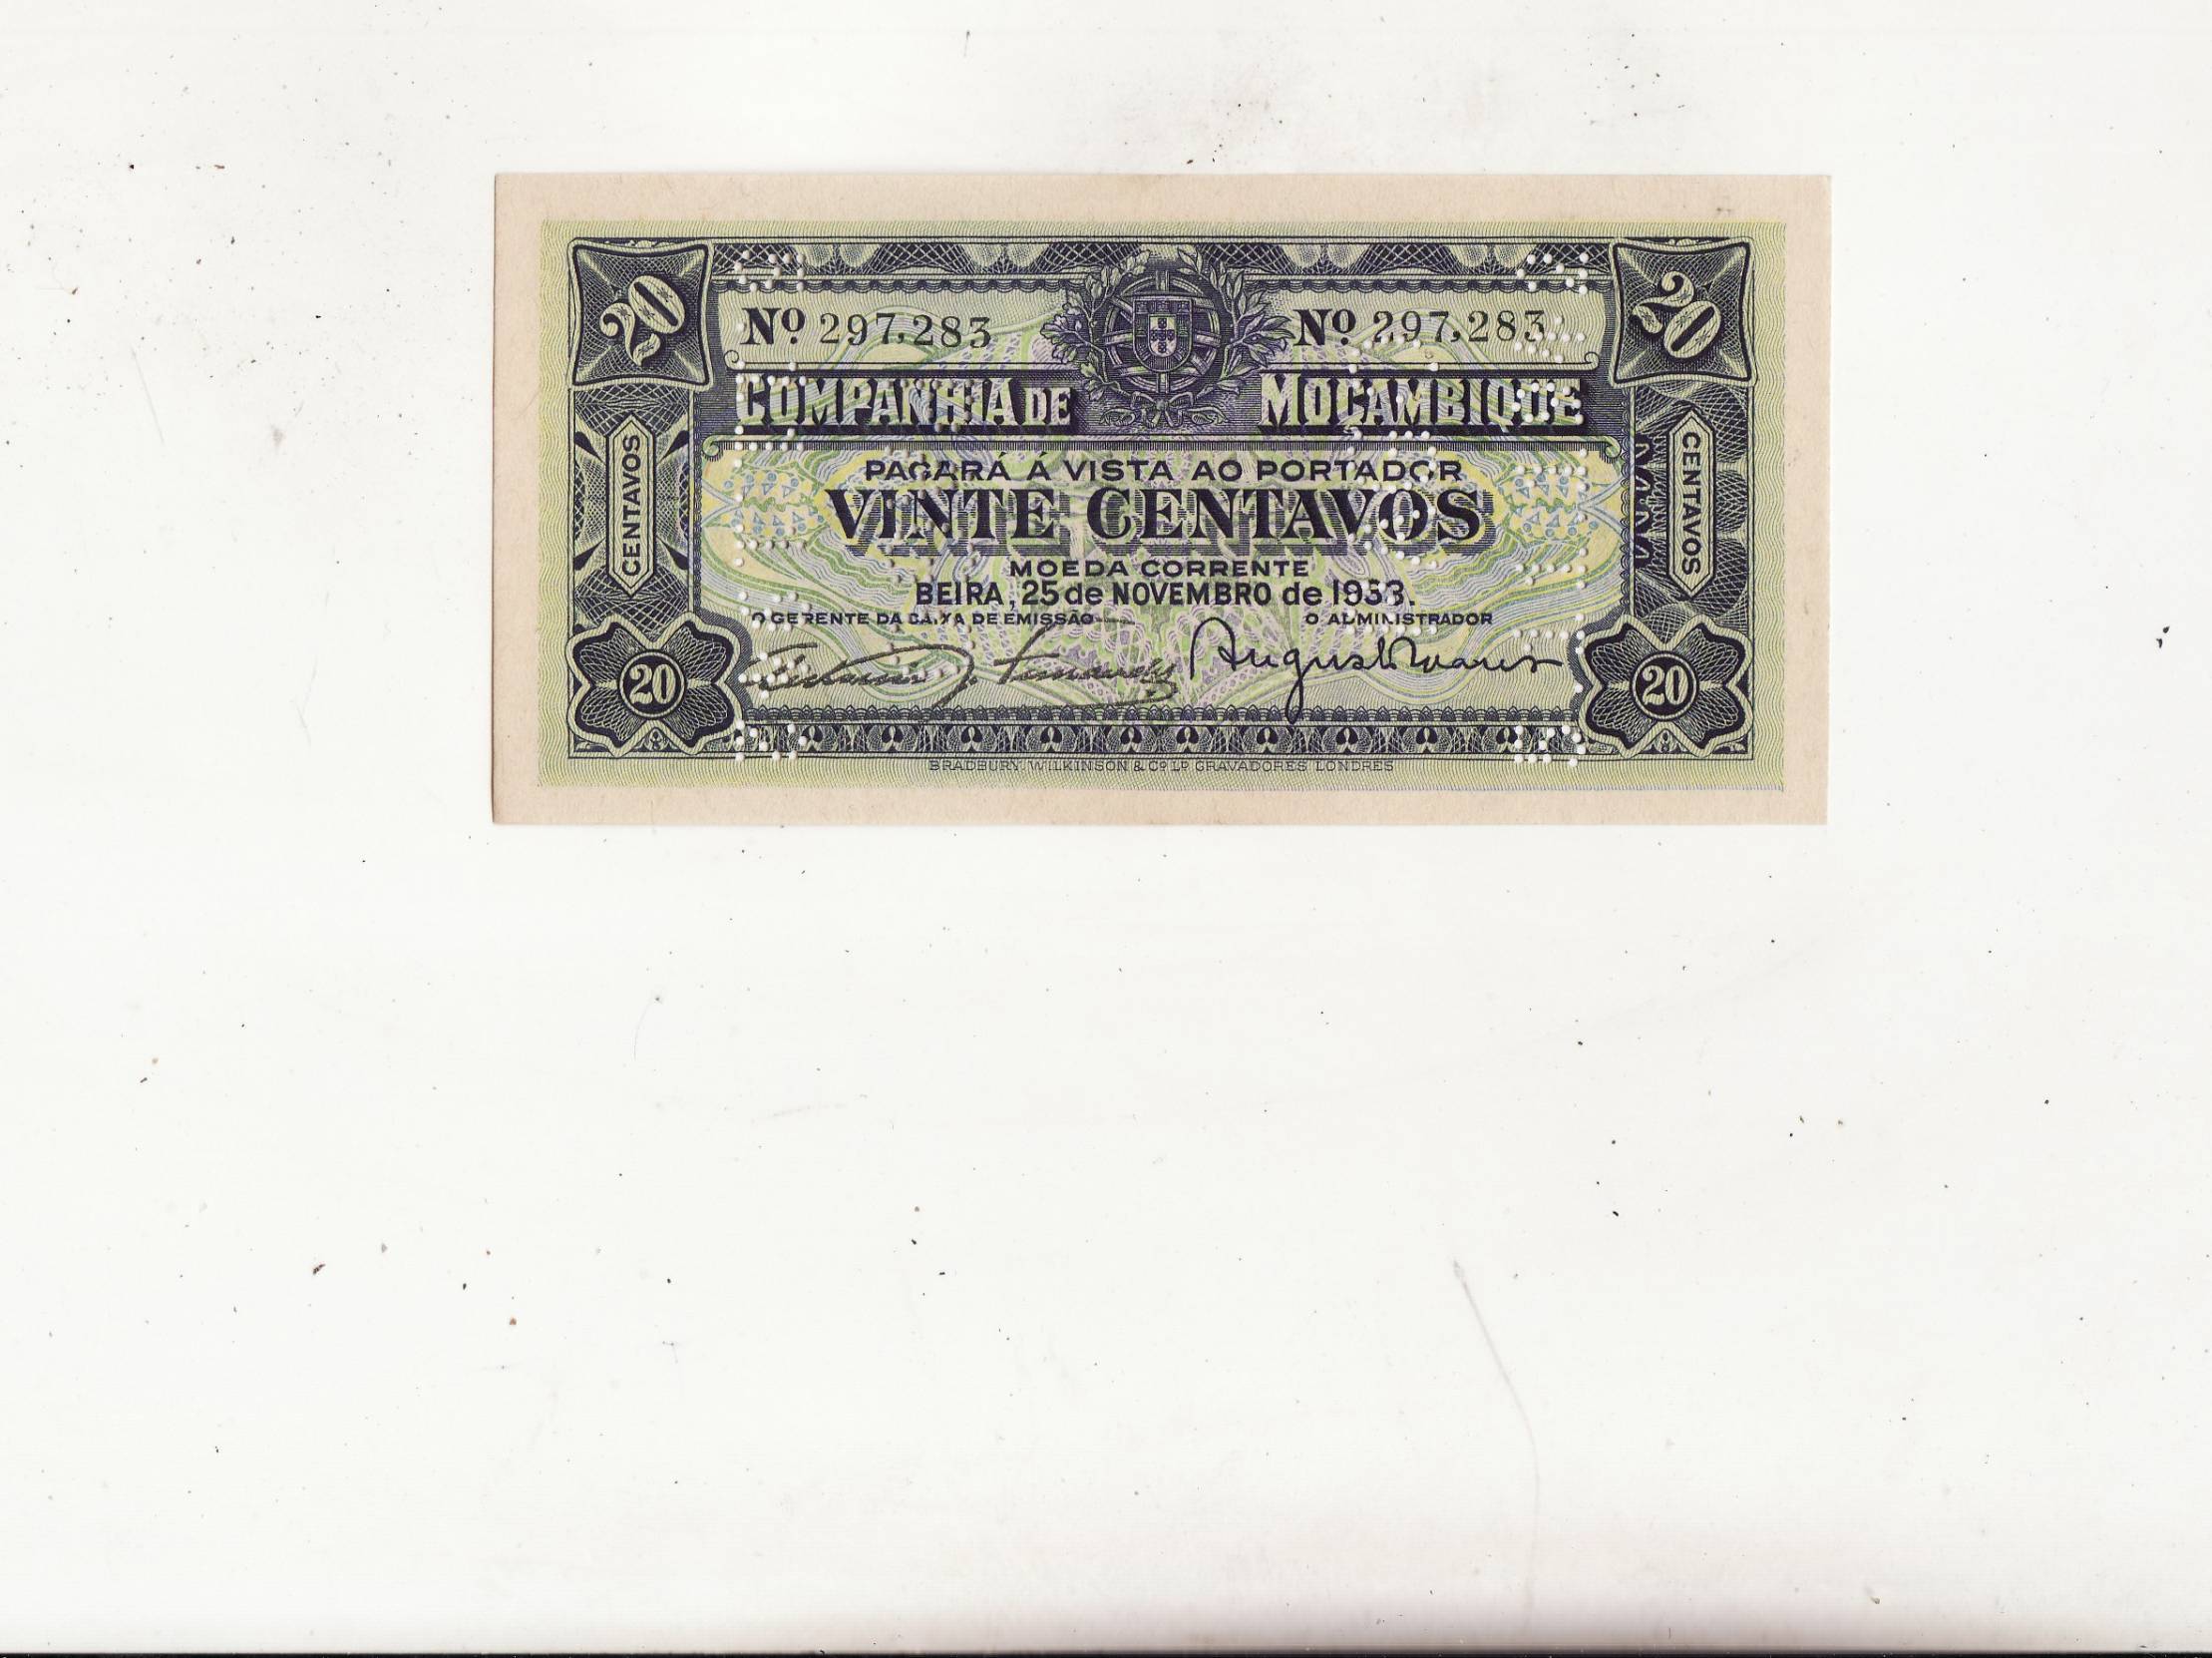 20 20
Nº 297,283 Nº 297,283
COMPANHIA DE MOÇAMBIQUE
CENTAVOS CENTAVOS
PAGARÁ Á VISTA AO PORTADOR
VINTE CENTAVOS
MOEDA CORRENTE
BEIRA, 25 de NOVEMBRO de 1933.
O GERENTE DA CAIXA DE EMISSÃO O ADMINISTRADOR
20 20
BRADBURY, WILKINSON & Cº Lᴰ GRAVADORES LONDRES